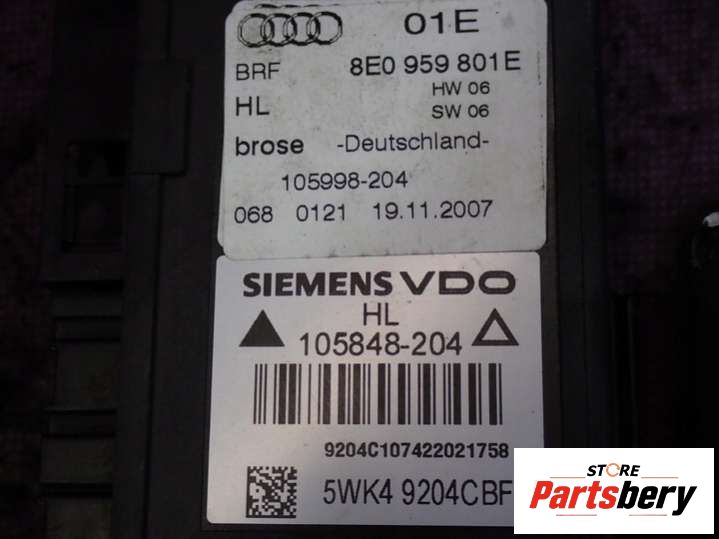 01E
BRF 8E0 959 801E
HW 06
HL SW 06
brose -Deutschland-
105998-204
068 0121 19.11.2007
SIEMENS VDO
HL
105848-204
9204C107422021758
5WK4 9204CBF
STORE
Partsbery